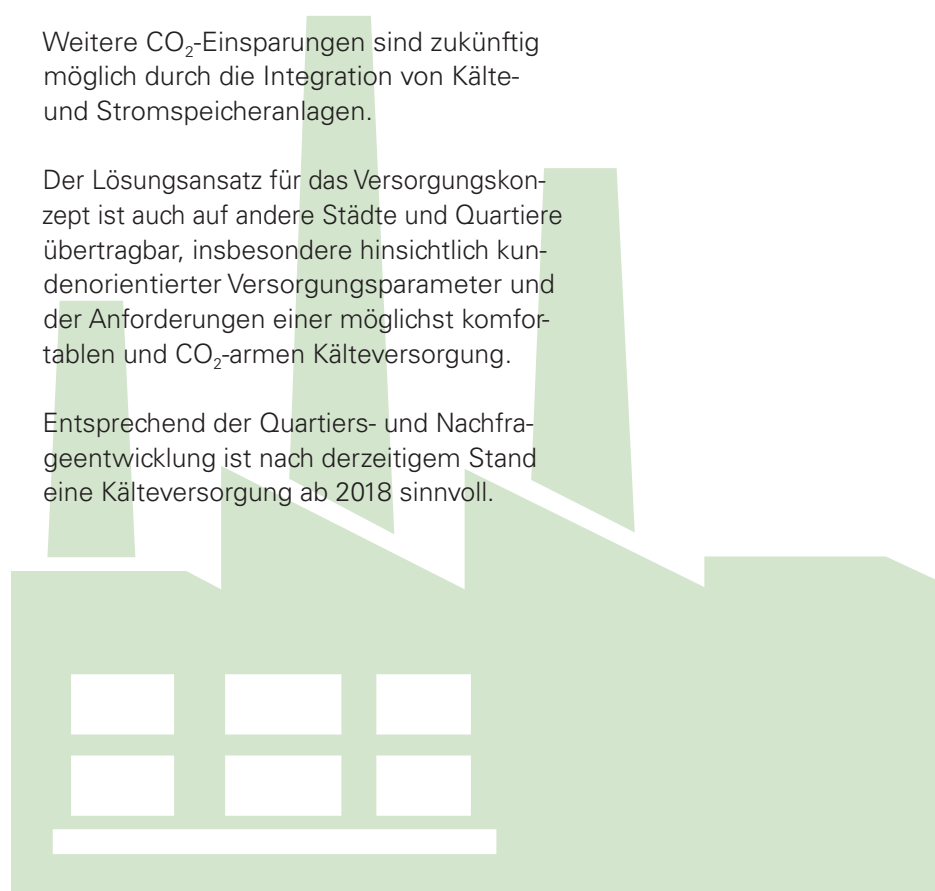 Weitere CO₂-Einsparungen sind zukünftig
möglich durch die Integration von Kälte-
und Stromspeicheranlagen.

Der Lösungsansatz für das Versorgungskon-
zept ist auch auf andere Städte und Quartiere
übertragbar, insbesondere hinsichtlich kun-
denorientierter Versorgungsparameter und
der Anforderungen einer möglichst komfor-
tablen und CO₂-armen Kälteversorgung.

Entsprechend der Quartiers- und Nachfra-
geentwicklung ist nach derzeitigem Stand
eine Kälteversorgung ab 2018 sinnvoll.